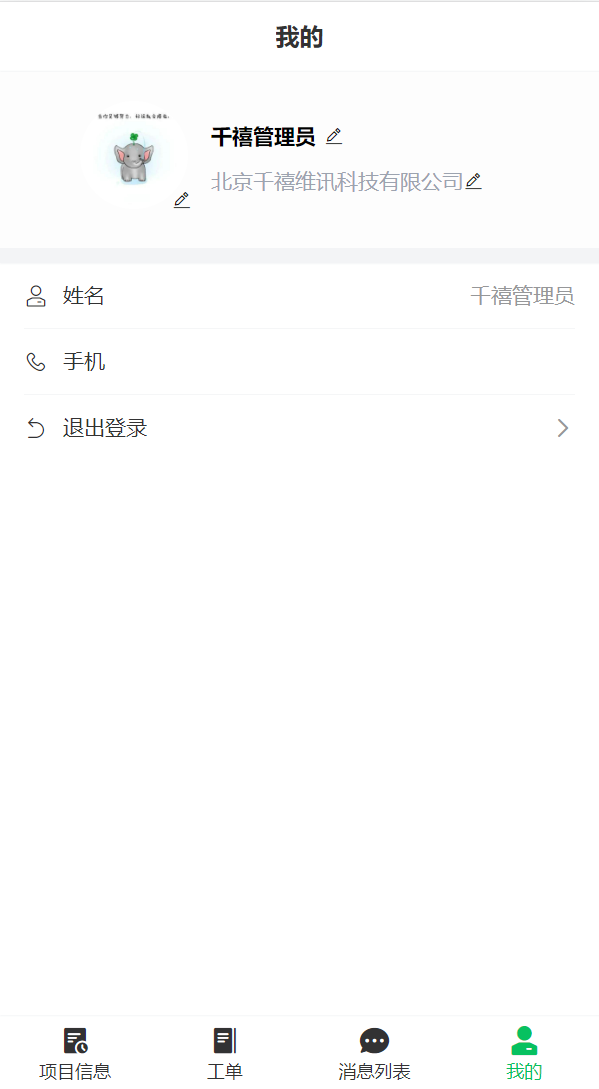 我的
千禧管理员
北京千禧维讯科技有限公司
姓名
千禧管理员
手机
退出登录
项目信息
工单
消息列表
我的